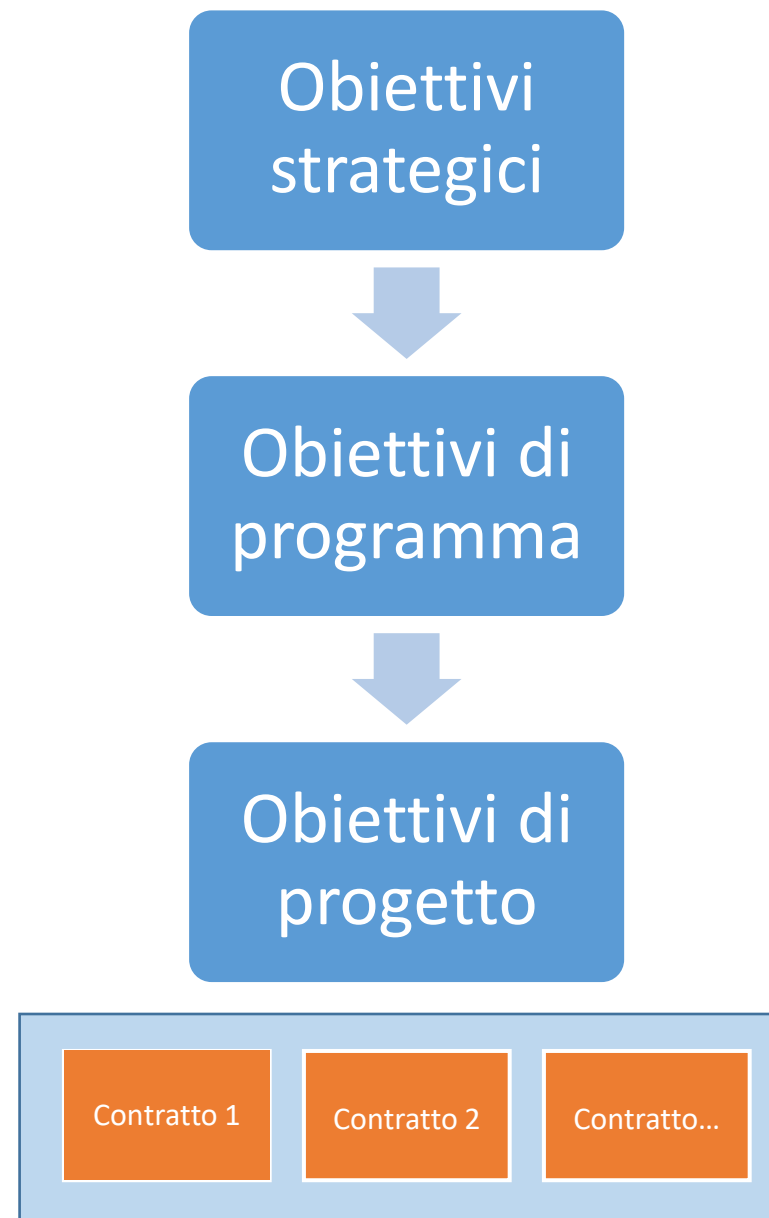 Obiettivi
strategici
Obiettivi di
programma
Obiettivi di
progetto
Contratto 1
Contratto 2
Contratto…